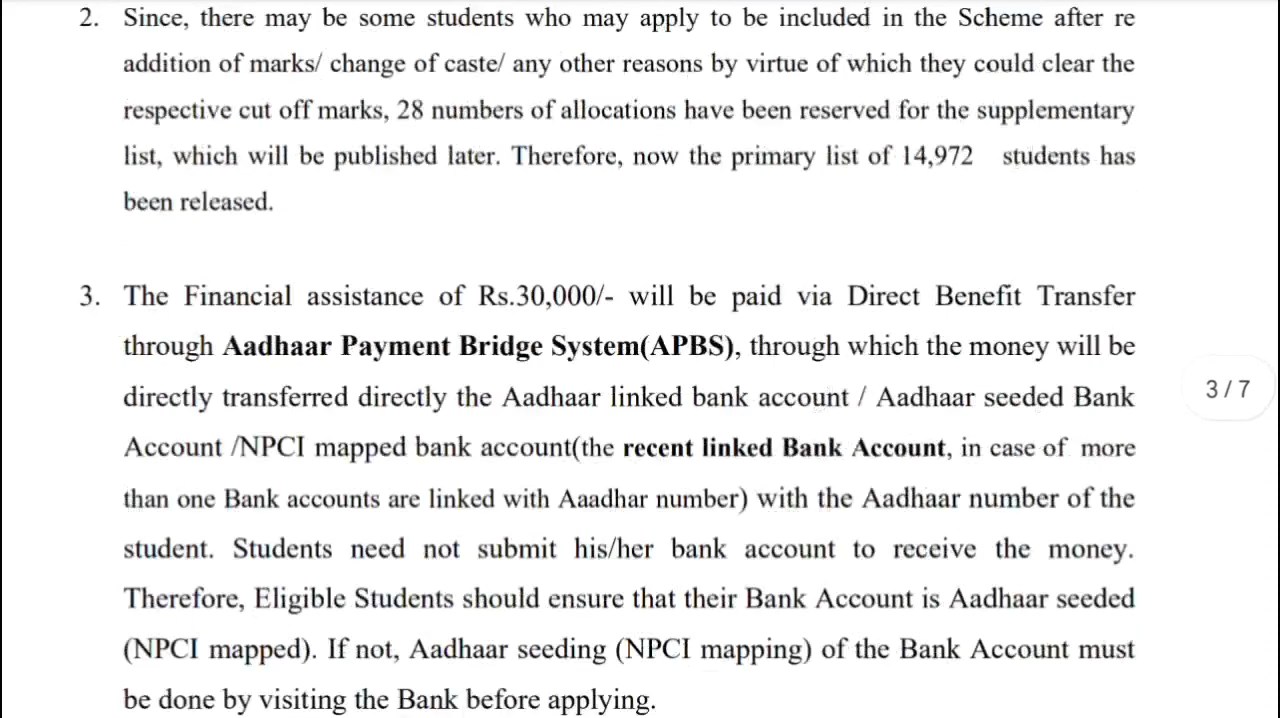 2. Since, there may be some students who may apply to be included in the Scheme after re
addition of marks/ change of caste/ any other reasons by virtue of which they could clear the
respective cut off marks, 28 numbers of allocations have been reserved for the supplementary
list, which will be published later. Therefore, now the primary list of 14,972 students has
been released.
3. The Financial assistance of Rs.30,000/- will be paid via Direct Benefit Transfer
through Aadhaar Payment Bridge System(APBS), through which the money will be
directly transferred directly the Aadhaar linked bank account / Aadhaar seeded Bank
3 / 7
Account /NPCI mapped bank account(the recent linked Bank Account, in case of more
than one Bank accounts are linked with Aaadhar number) with the Aadhaar number of the
student. Students need not submit his/her bank account to receive the money.
Therefore, Eligible Students should ensure that their Bank Account is Aadhaar seeded
(NPCI mapped). If not, Aadhaar seeding (NPCI mapping) of the Bank Account must
be done by visiting the Bank before applying.